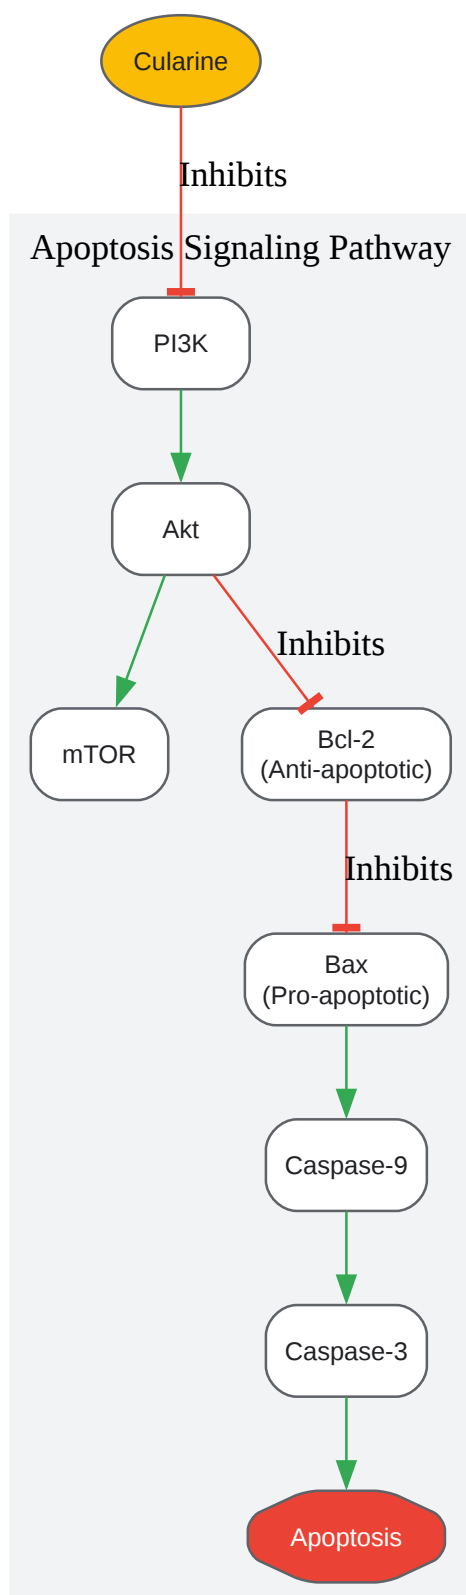 Cularine
Inhibits
Apoptosis Signaling Pathway
PI3K
Akt
Inhibits
mTOR
Bcl-2
(Anti-apoptotic)
Inhibits
Bax
(Pro-apoptotic)
Caspase-9
Caspase-3
Apoptosis